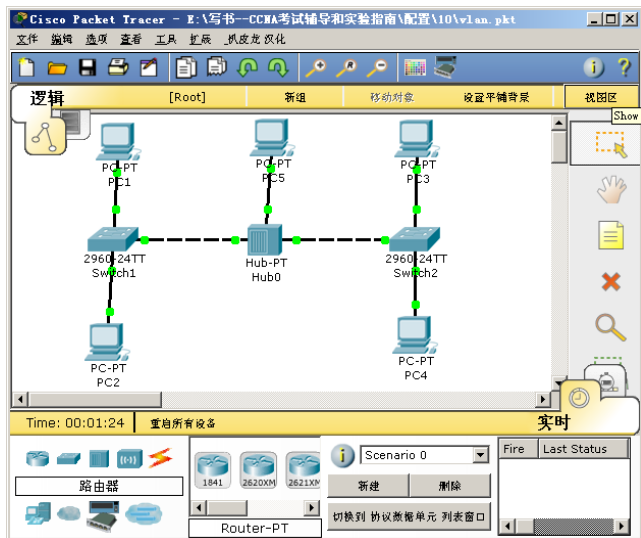 Cisco Packet Tracer - E:\写书--CCNA考试辅导和实验指南\配置\10\vlan.pkt
文件 编辑 选项 查看 工具 扩展 _凯皮龙 汉化
逻辑 [Root] 新组 移动对象 设置平铺背景 视图区
Show
PC-PT
PC1
PC-PT
PC5
PC-PT
PC3
2960-24TT
Switch1
Hub-PT
Hub0
2960-24TT
Switch2
PC-PT
PC2
PC-PT
PC4
Time: 00:01:24 重启所有设备 实时
路由器
1841 2620XM 2621XM
Router-PT
Scenario 0
新建 删除
切换到 协议数据单元 列表窗口
Fire Last Status